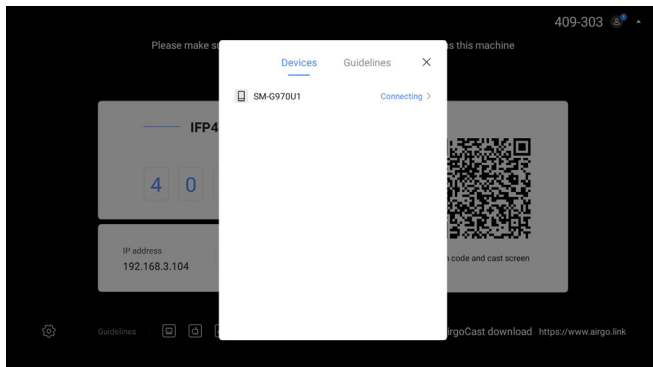 409-303
Please make su
s this machine
Devices Guidelines
SM-G970U1 Connecting
IFP4
4 0
IP address
192.168.3.104
code and cast screen
Guidelines
irgoCast download https://www.airgo.link